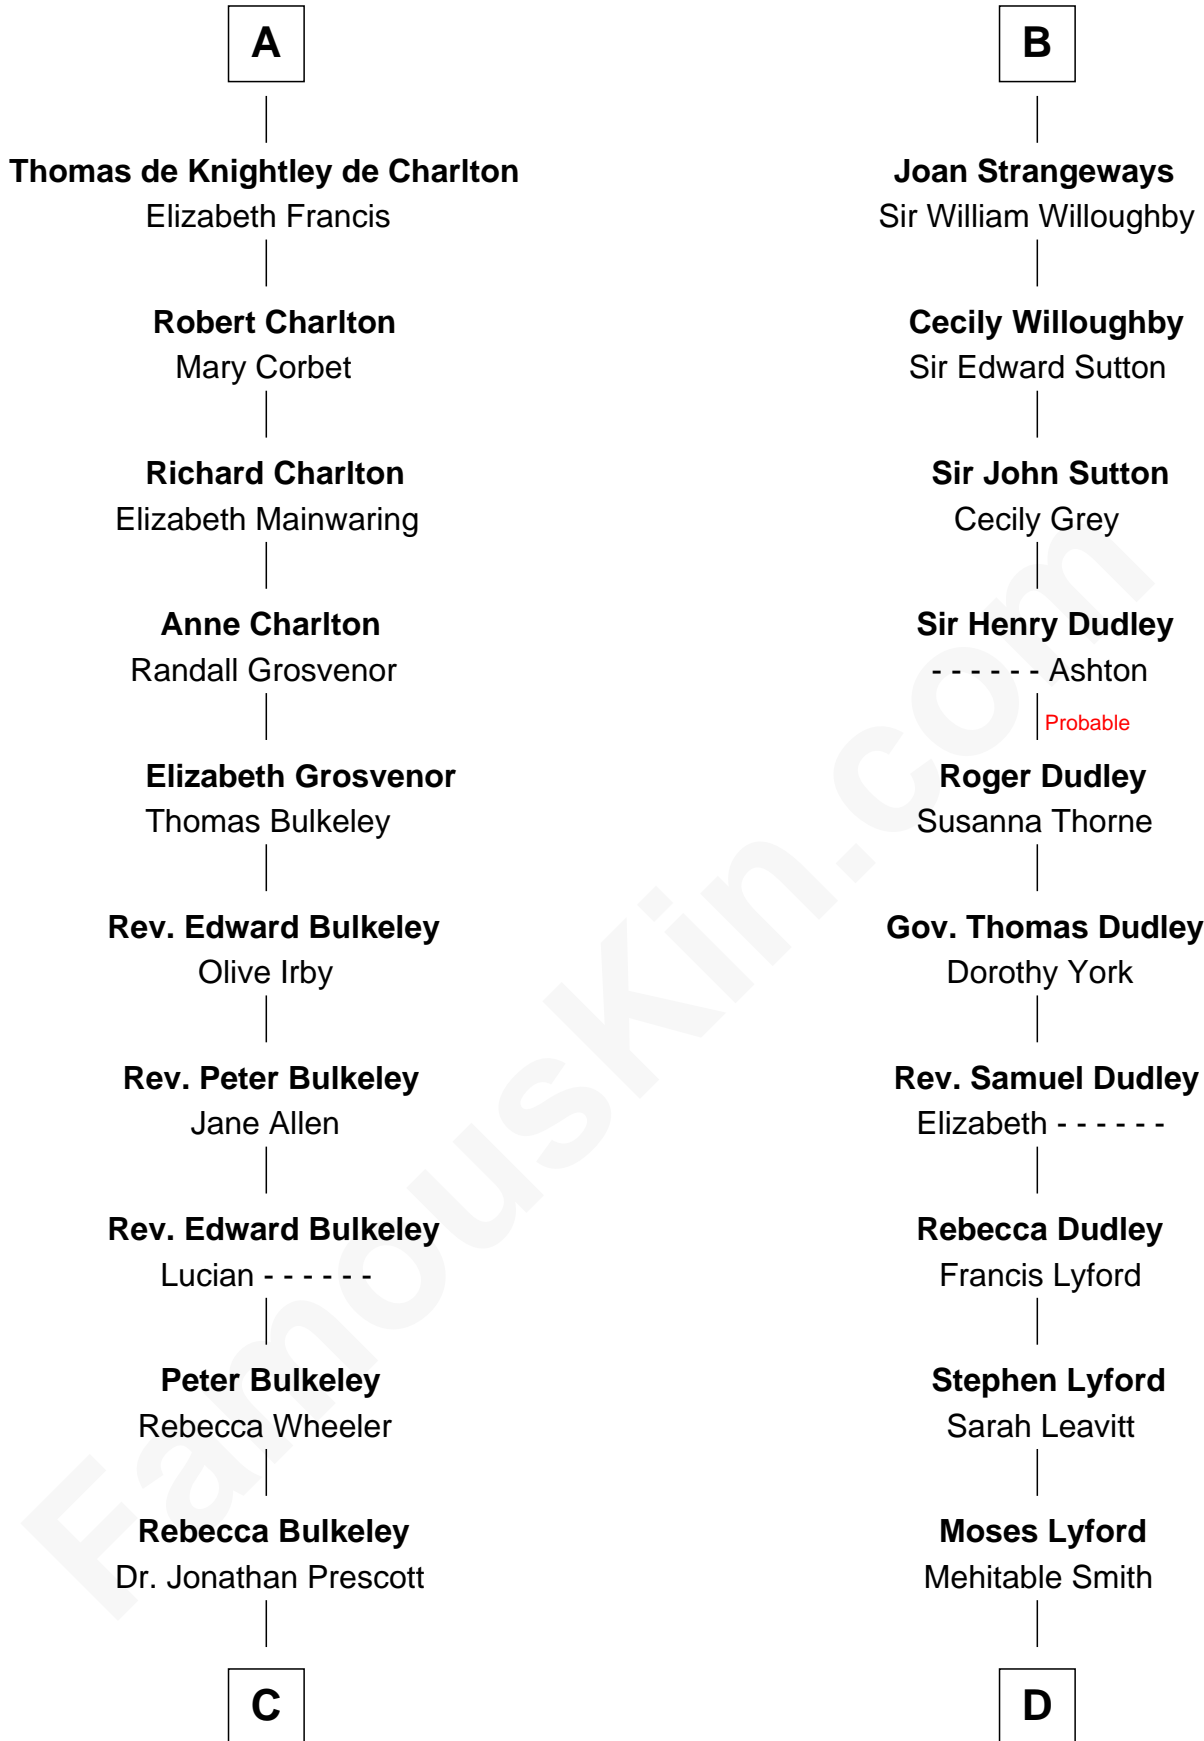 A
Thomas de Knightley de Charlton
Elizabeth Francis
Robert Charlton
Mary Corbet
Richard Charlton
Elizabeth Mainwaring
Anne Charlton
Randall Grosvenor
Elizabeth Grosvenor
Thomas Bulkeley
Rev. Edward Bulkeley
Olive Irby
Rev. Peter Bulkeley
Jane Allen
Rev. Edward Bulkeley
Lucian - - - - - -
Peter Bulkeley
Rebecca Wheeler
Rebecca Bulkeley
Dr. Jonathan Prescott
C
B
Joan Strangeways
Sir William Willoughby
Cecily Willoughby
Sir Edward Sutton
Sir John Sutton
Cecily Grey
Sir Henry Dudley
- - - - - - Ashton
Probable
Roger Dudley
Susanna Thorne
Gov. Thomas Dudley
Dorothy York
Rev. Samuel Dudley
Elizabeth - - - - - -
Rebecca Dudley
Francis Lyford
Stephen Lyford
Sarah Leavitt
Moses Lyford
Mehitable Smith
D
FamousKin.com